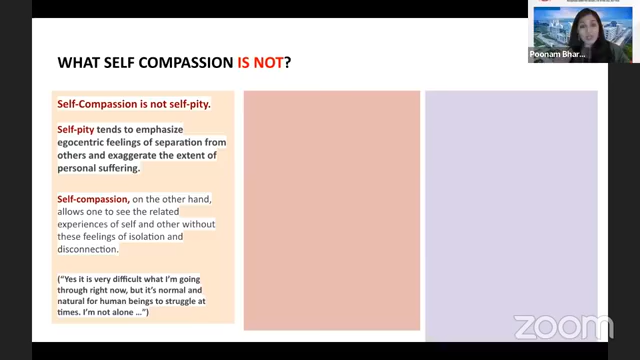 Poonam Bhar...
WHAT SELF COMPASSION IS NOT?
Self-Compassion is not self-pity.
Self-pity tends to emphasize
egocentric feelings of separation from
others and exaggerate the extent of
personal suffering.
Self-compassion, on the other hand,
allows one to see the related
experiences of self and other without
these feelings of isolation and
disconnection.
("Yes it is very difficult what I'm going
through right now, but it's normal and
natural for human beings to struggle at
times. I'm not alone ...")
zoom